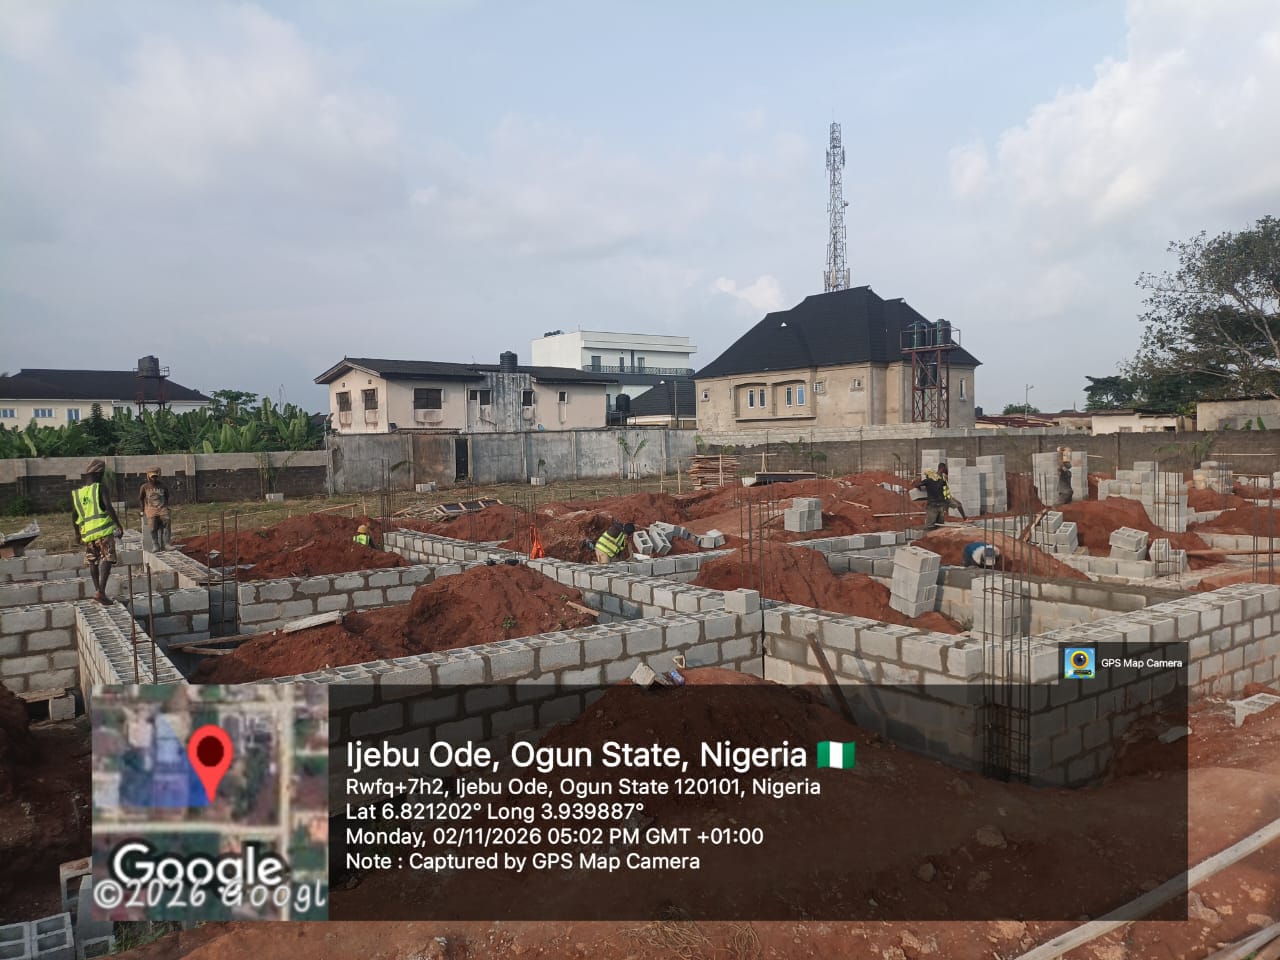 GPS Map Camera
Ijebu Ode, Ogun State, Nigeria
Rwfq+7h2, Ijebu Ode, Ogun State 120101, Nigeria
Lat 6.821202° Long 3.939887°
Monday, 02/11/2026 05:02 PM GMT +01:00
Note : Captured by GPS Map Camera
Google
©2026 Googl